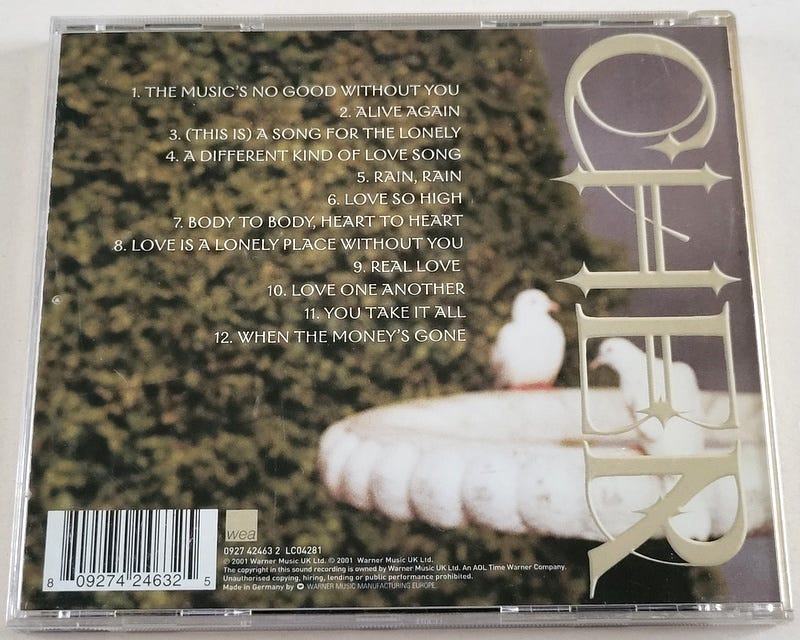 1. THE MUSIC'S NO GOOD WITHOUT YOU
2. ALIVE AGAIN
3. (THIS IS) A SONG FOR THE LONELY
4. A DIFFERENT KIND OF LOVE SONG
5. RAIN, RAIN
6. LOVE SO HIGH
7. BODY TO BODY, HEART TO HEART
8. LOVE IS A LONELY PLACE WITHOUT YOU
9. REAL LOVE
10. LOVE ONE ANOTHER
11. YOU TAKE IT ALL
12. WHEN THE MONEY'S GONE
CHER
8 09274 24632 5
wea
0927 42463 2 LC04281
℗ 2001 Warner Music UK Ltd. © 2001 Warner Music UK Ltd.
The copyright in this sound recording is owned by Warner Music UK Ltd. An AOL Time Warner Company.
Unauthorised copying, hiring, lending or public performance prohibited.
Made in Germany by WARNER MUSIC MANUFACTURING EUROPE.